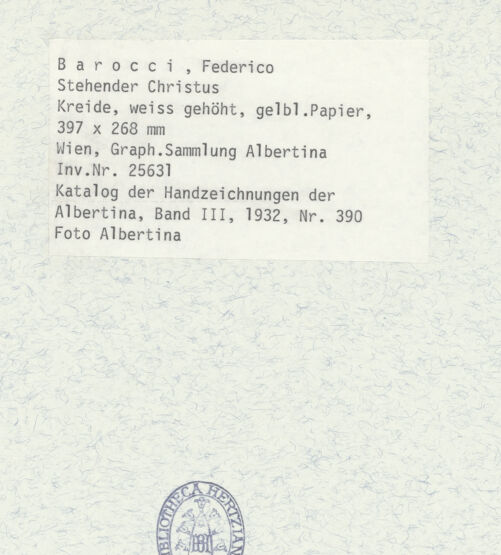 B a r o c c i , Federico
Stehender Christus
Kreide, weiss gehöht, gelbl.Papier,
397 x 268 mm
Wien, Graph.Sammlung Albertina
Inv.Nr. 25631
Katalog der Handzeichnungen der
Albertina, Band III, 1932, Nr. 390
Foto Albertina
BIBLIOTHECA HERTZIAN